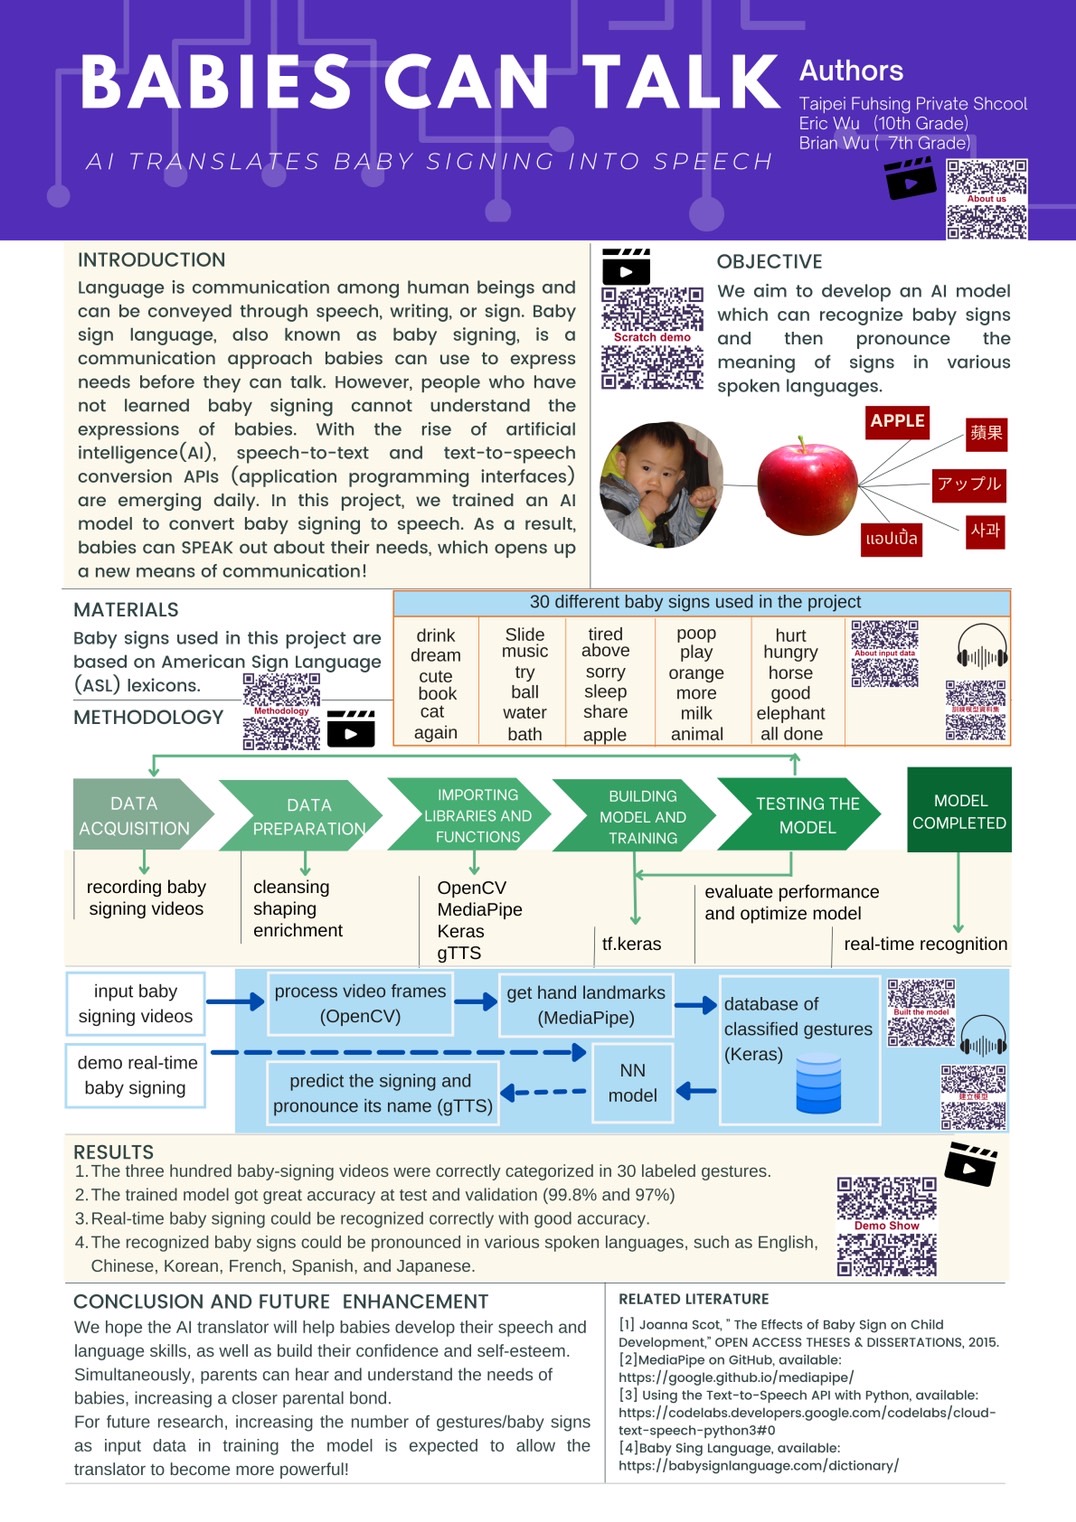 BABIES CAN TALK
AI TRANSLATES BABY SIGNING INTO SPEECH
Authors
Taipei Fuhsing Private Shcool
Eric Wu (10th Grade)
Brian Wu ( 7th Grade)
About us
INTRODUCTION
Language is communication among human beings and
can be conveyed through speech, writing, or sign. Baby
sign language, also known as baby signing, is a
communication approach babies can use to express
needs before they can talk. However, people who have
not learned baby signing cannot understand the
expressions of babies. With the rise of artificial
intelligence(AI), speech-to-text and text-to-speech
conversion APIs (application programming interfaces)
are emerging daily. In this project, we trained an AI
model to convert baby signing to speech. As a result,
babies can SPEAK out about their needs, which opens up
a new means of communication!
Scratch demo
OBJECTIVE
We aim to develop an AI model
which can recognize baby signs
and then pronounce the
meaning of signs in various
spoken languages.
APPLE
蘋果
アップル
사과
แอปเปิ้ล
MATERIALS
Baby signs used in this project are
based on American Sign Language
(ASL) lexicons.
30 different baby signs used in the project
drink
dream
cute
book
cat
again
Slide
music
try
ball
water
bath
tired
above
sorry
sleep
share
apple
poop
play
orange
more
milk
animal
hurt
hungry
horse
good
elephant
all done
About input data
訓練模型資料集
METHODOLOGY
Methodology
DATA
ACQUISITION
DATA
PREPARATION
IMPORTING
LIBRARIES AND
FUNCTIONS
BUILDING
MODEL AND
TRAINING
TESTING THE
MODEL
MODEL
COMPLETED
recording baby
signing videos
cleansing
shaping
enrichment
OpenCV
MediaPipe
Keras
gTTS
tf.keras
evaluate performance
and optimize model
real-time recognition
input baby
signing videos
process video frames
(OpenCV)
get hand landmarks
(MediaPipe)
database of
classified gestures
(Keras)
Built the model
建立模型
demo real-time
baby signing
predict the signing and
pronounce its name (gTTS)
NN
model
RESULTS
1. The three hundred baby-signing videos were correctly categorized in 30 labeled gestures.
2. The trained model got great accuracy at test and validation (99.8% and 97%)
3. Real-time baby signing could be recognized correctly with good accuracy.
4. The recognized baby signs could be pronounced in various spoken languages, such as English,
Chinese, Korean, French, Spanish, and Japanese.
Demo Show
CONCLUSION AND FUTURE ENHANCEMENT
We hope the AI translator will help babies develop their speech and
language skills, as well as build their confidence and self-esteem.
Simultaneously, parents can hear and understand the needs of
babies, increasing a closer parental bond.
For future research, increasing the number of gestures/baby signs
as input data in training the model is expected to allow the
translator to become more powerful!
RELATED LITERATURE
[1] Joanna Scot, " The Effects of Baby Sign on Child
Development," OPEN ACCESS THESES & DISSERTATIONS, 2015.
[2]MediaPipe on GitHub, available:
https://google.github.io/mediapipe/
[3] Using the Text-to-Speech API with Python, available:
https://codelabs.developers.google.com/codelabs/cloud-
text-speech-python3#0
[4]Baby Sing Language, available:
https://babysignlanguage.com/dictionary/